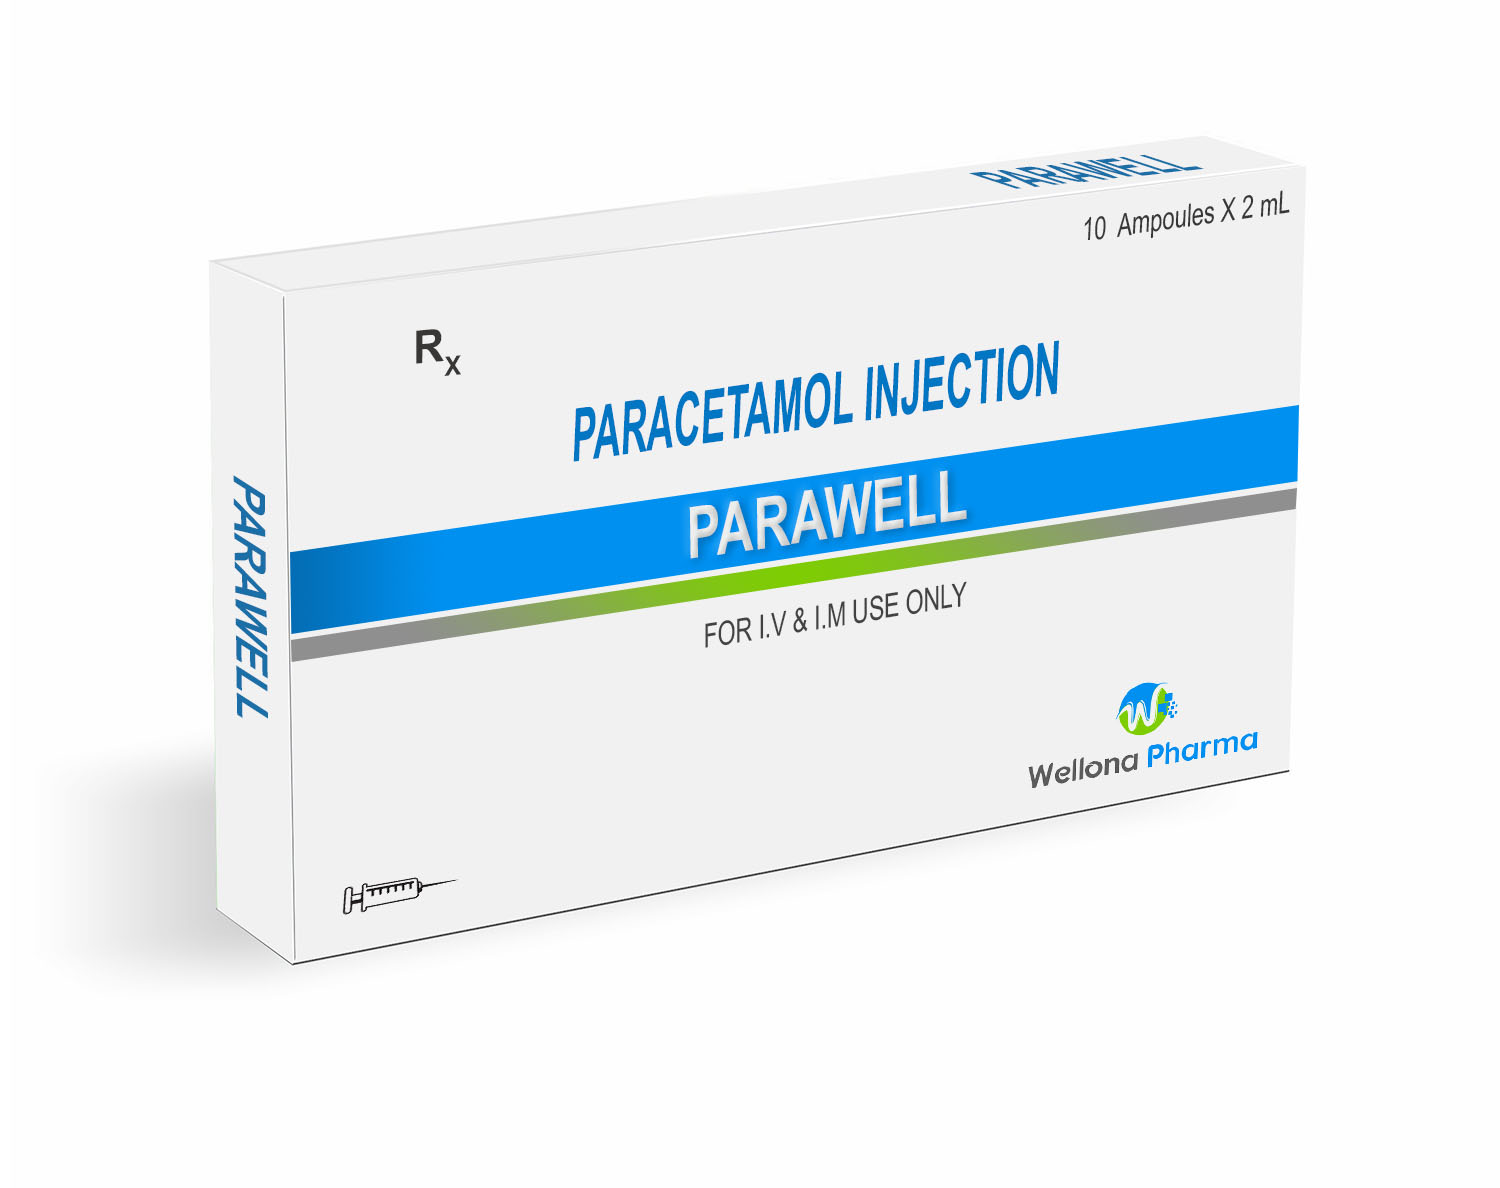 PARAWELL
10 Ampoules X 2 mL
Rx
PARACETAMOL INJECTION
PARAWELL
FOR I.V & I.M USE ONLY
PARAWELL
Wellona Pharma